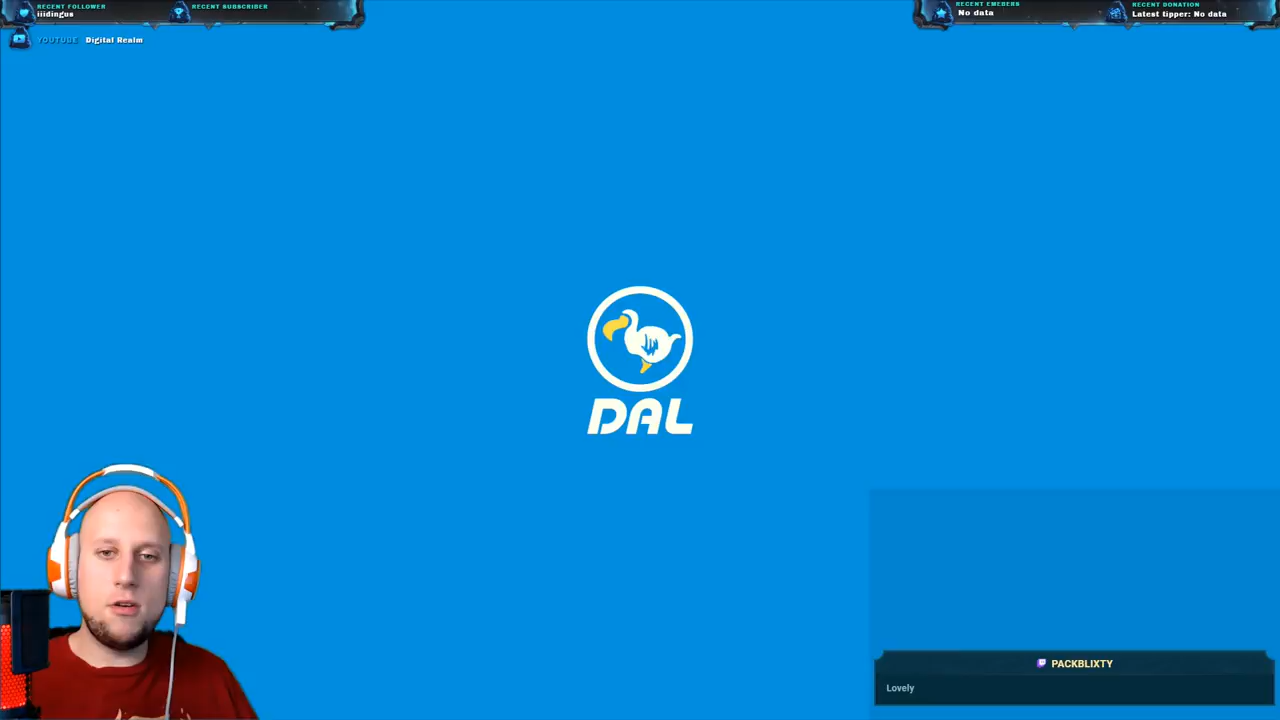 RECENT FOLLOWER
iiidingus
RECENT SUBSCRIBER
RECENT CHEERERS
No data
RECENT DONATION
Latest tipper: No data
YOUTUBE Digital Realm
DAL
PACKBLIXTY
Lovely